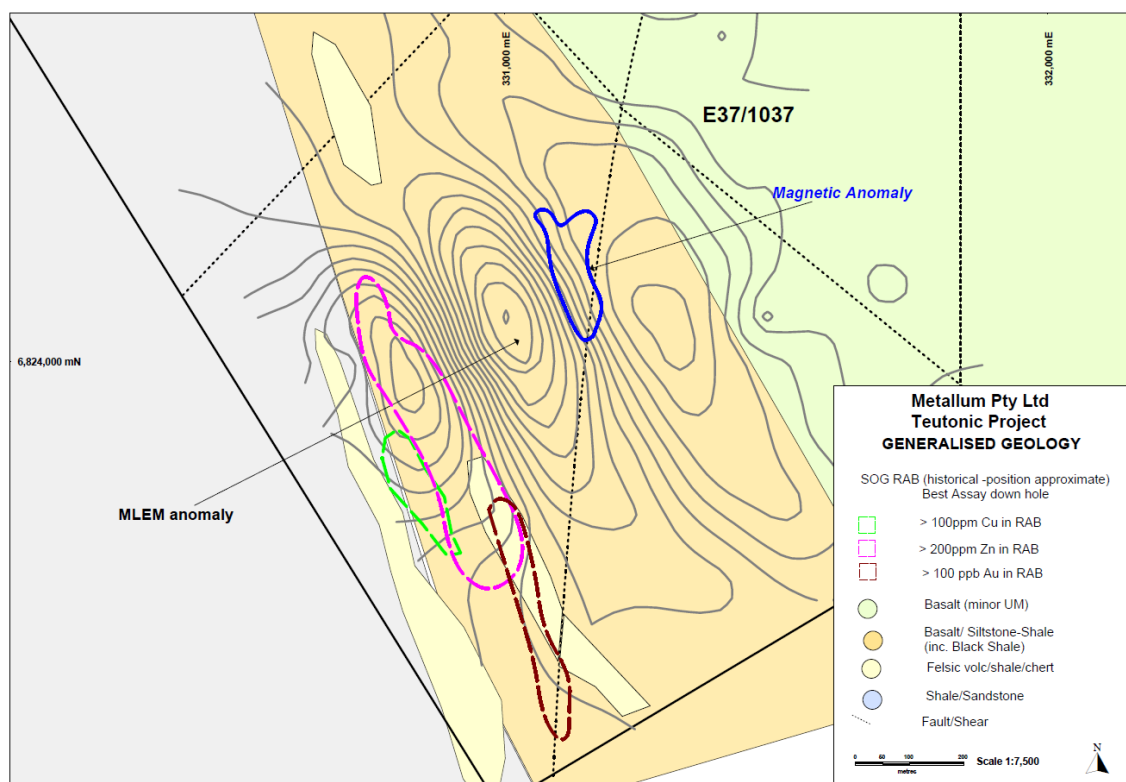 331,000 mE
332,000 mE
E37/1037
Magnetic Anomaly
6,824,000 mN
MLEM anomaly
Metallum Pty Ltd
Teutonic Project
GENERALISED GEOLOGY
SOG RAB (historical -position approximate)
Best Assay down hole
> 100ppm Cu in RAB
> 200ppm Zn in RAB
> 100 ppb Au in RAB
Basalt (minor UM)
Basalt/ Siltstone-Shale
(inc. Black Shale)
Felsic volc/shale/chert
Shale/Sandstone
Fault/Shear
0 50 100 200
metres
Scale 1:7,500
N